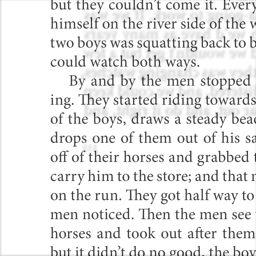 but they couldn't come it. Every
himself on the river side of the
two boys was squatting back to
could watch both ways.
By and by the men stopped
ing. They started riding towards
of the boys, draws a steady
drops one of them out of his
off of their horses and grabbed
carry him to the store; and that
on the run. They got half way to
men noticed. Then the men see
horses and took out after them
but it didn't do no good, the